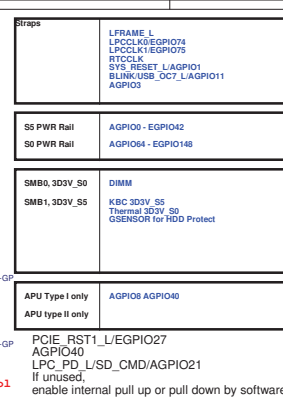 Straps
LFRAME_L
LPCCLK0/EGPIO74
LPCCLK1/EGPIO75
RTCCLK
SYS_RESET_L/AGPIO1
BLINK/USB_OC7_L/AGPIO11
AGPIO3
S5 PWR Rail AGPIO0 - EGPIO42
S0 PWR Rail AGPIO64 - EGPIO148
SMB0, 3D3V_S0 DIMM
SMB1, 3D3V_S5 KBC 3D3V_S5
Thermal 3D3V_S0
GSENSOR for HDD Protect
-GP
APU Type I only AGPIO8 AGPIO40
APU type II only
-GP
PCIE_RST1_L/EGPIO27
AGPIO40
LPC_PD_L/SD_CMD/AGPIO21
ol
If unused,
enable internal pull up or pull down by software